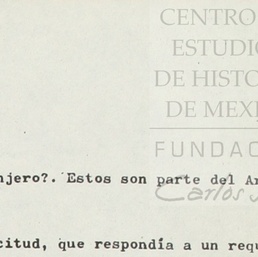 CENTRO
ESTUDIO
DE HISTO
DE MEX
FUNDAC
Carlos S
njero?. Estos son parte del Ar
citud, que respondía a un requ